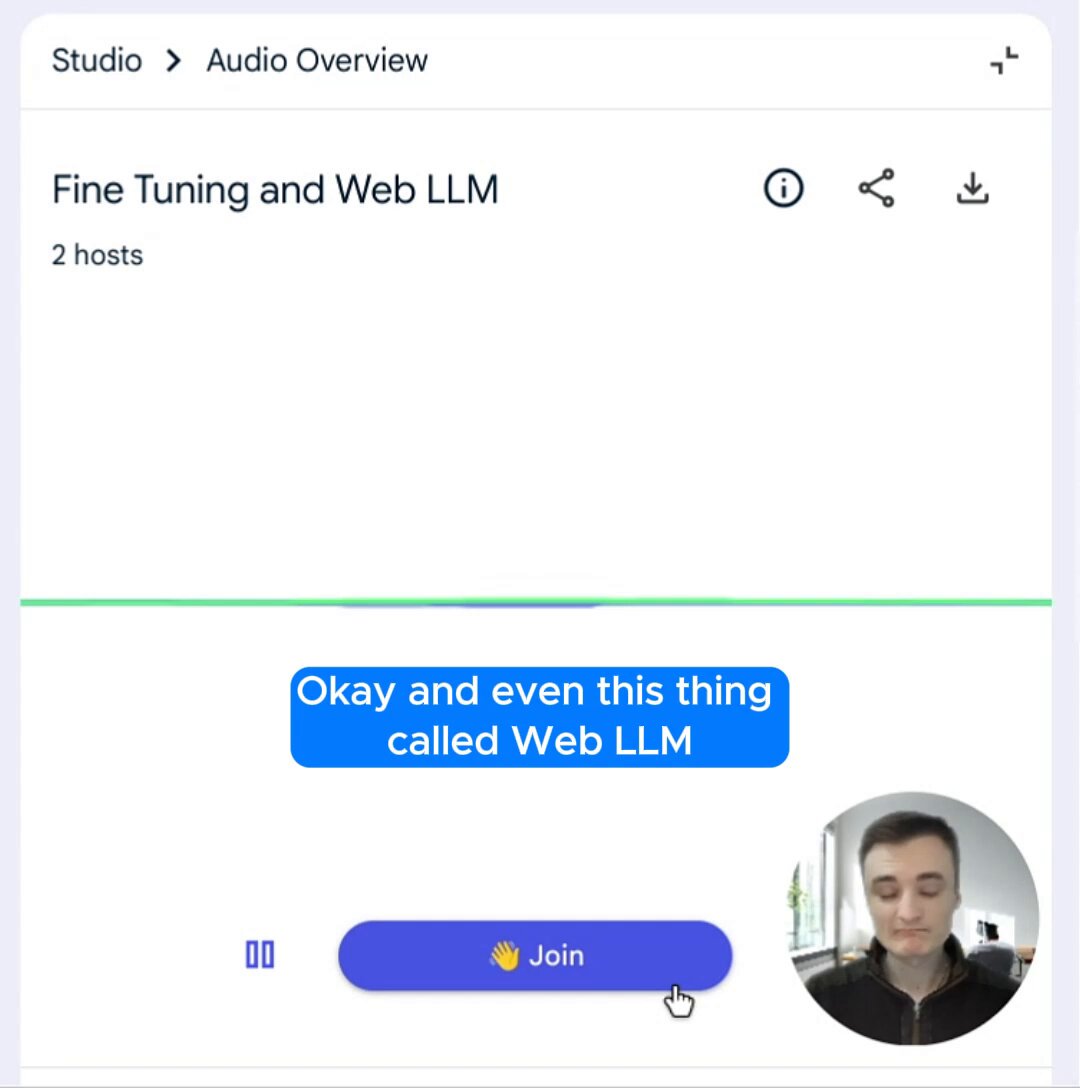 Studio > Audio Overview
Fine Tuning and Web LLM
2 hosts
Okay and even this thing
called Web LLM
👋 Join